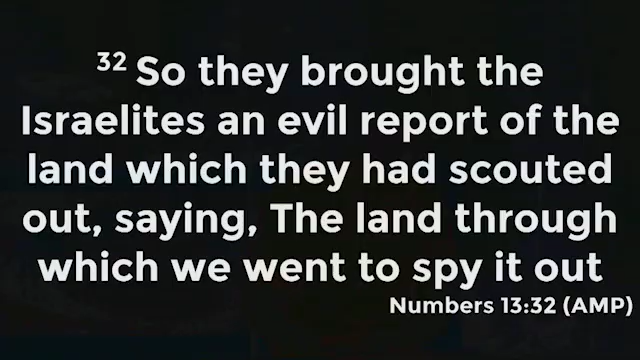 32 So they brought the
Israelites an evil report of the
land which they had scouted
out, saying, The land through
which we went to spy it out
Numbers 13:32 (AMP)